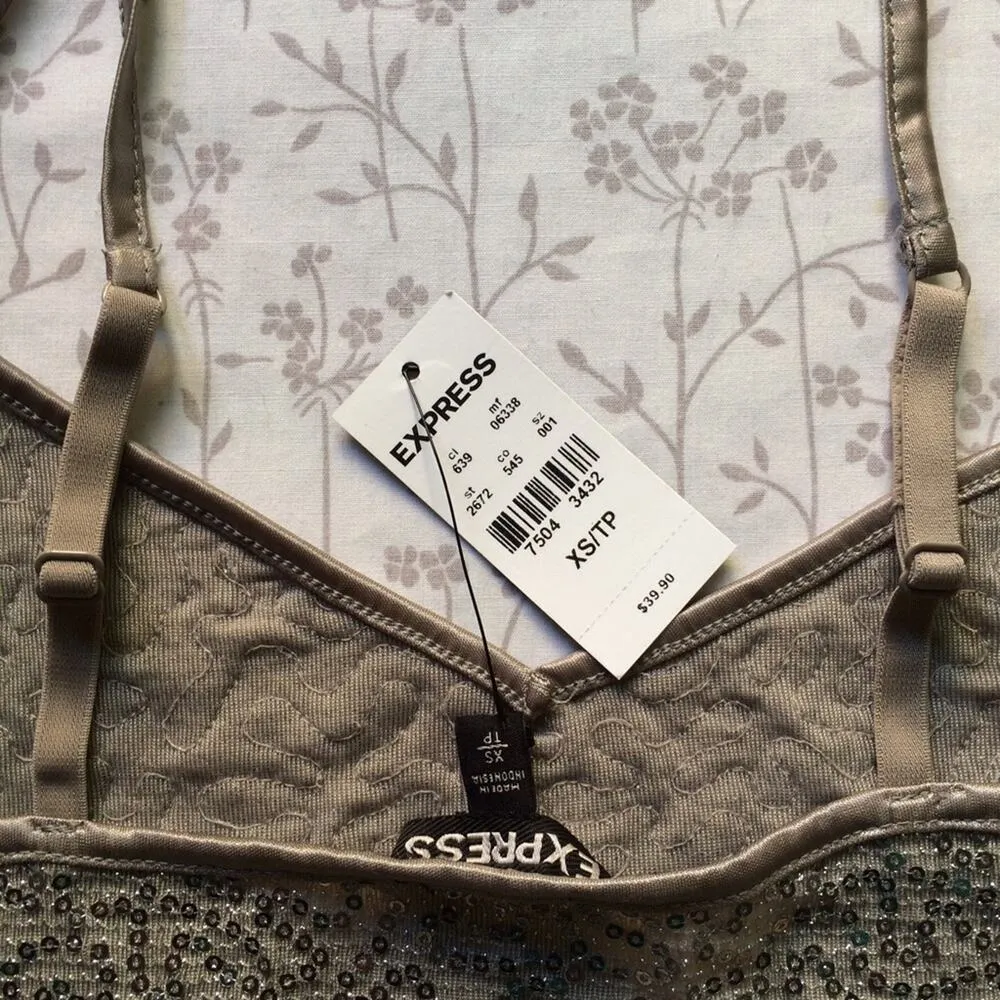 EXPRESS
cl mf
639 06338
st co sz
2672 545 001
7504 3432
XS/TP
$39.90
XS
TP
MADE IN
INDONESIA
EXPRESS